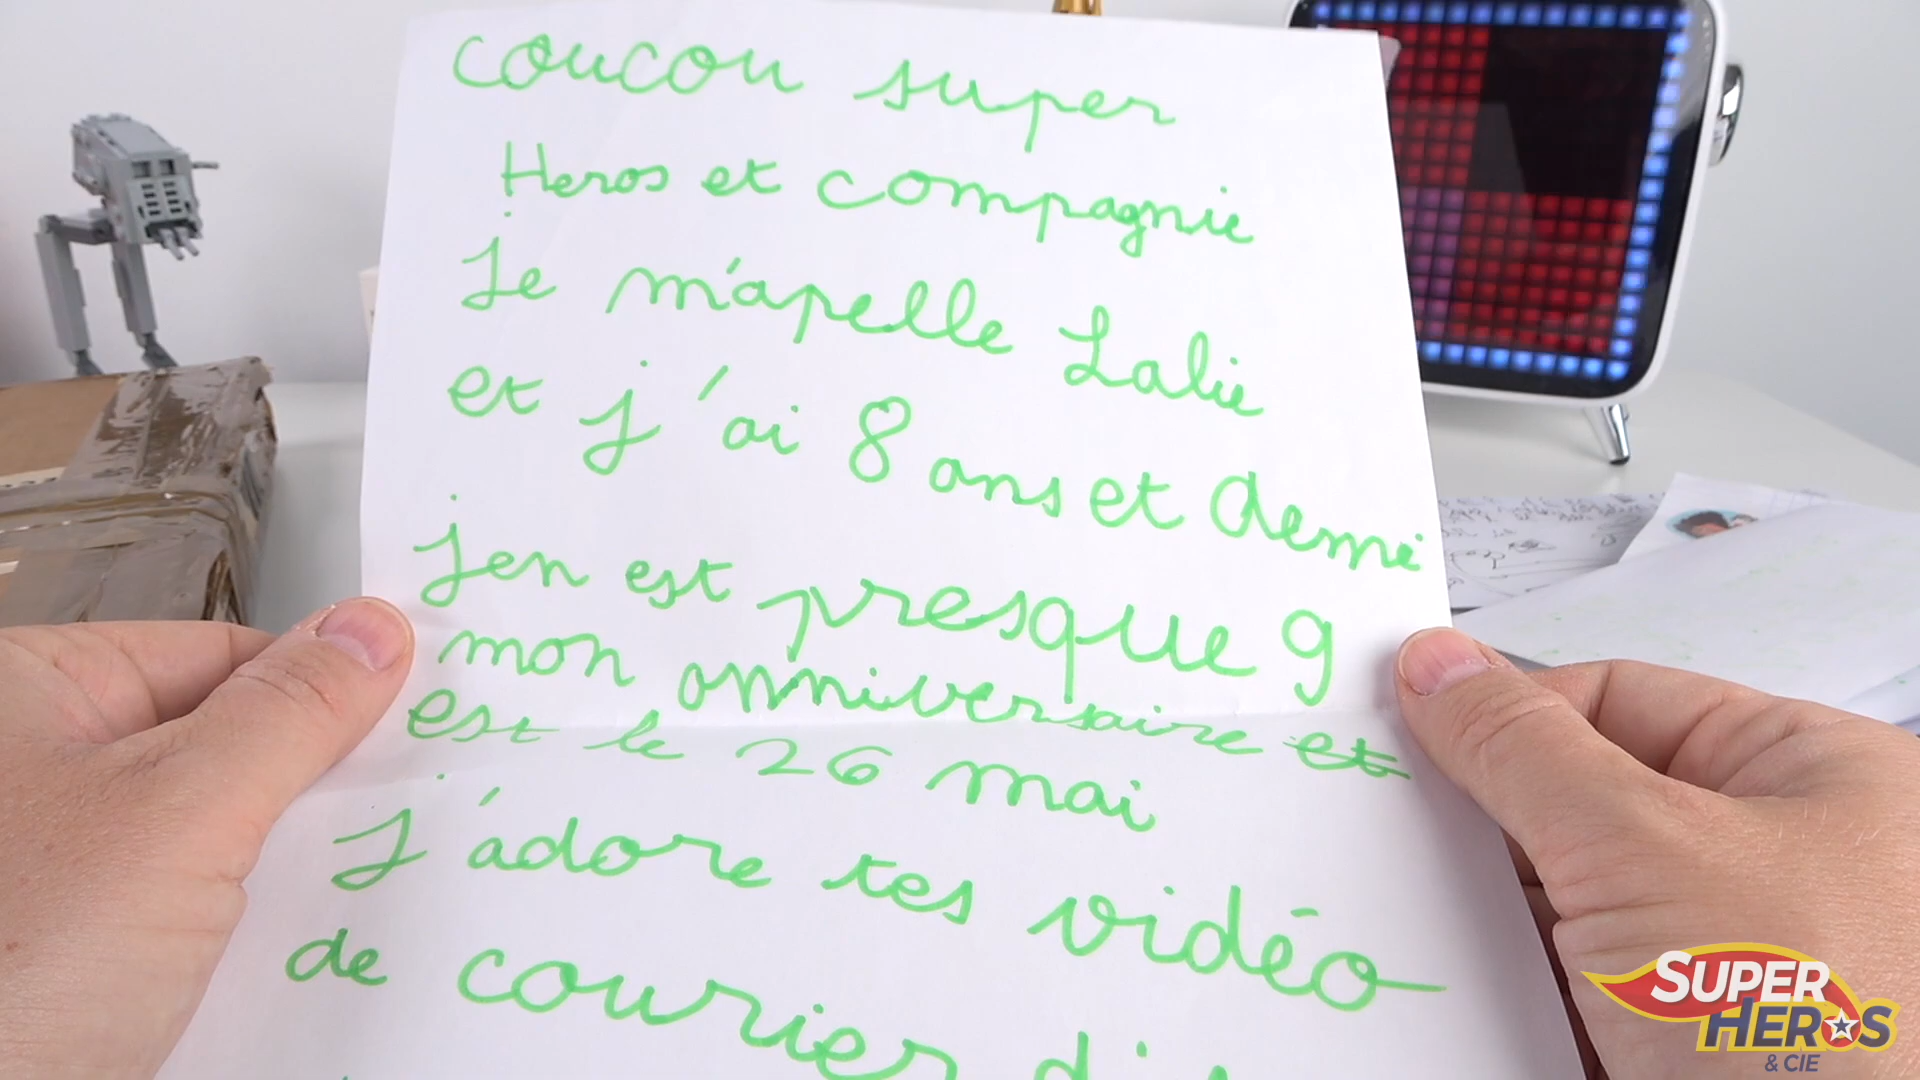 coucou super
Heros et compagnie
Je m'apelle Lalie
et j'ai 8 ans et demi
jen est presque 9
mon anniversaire et
est le 26 mai
J'adore tes vidéo
de courier
SUPER
HEROS
& CIE